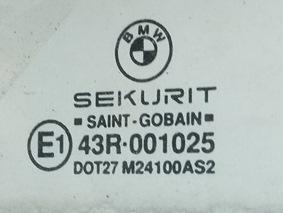 BMW
SEKURIT
SAINT-GOBAIN
E1 43R·001025
DOT27 M24100AS2